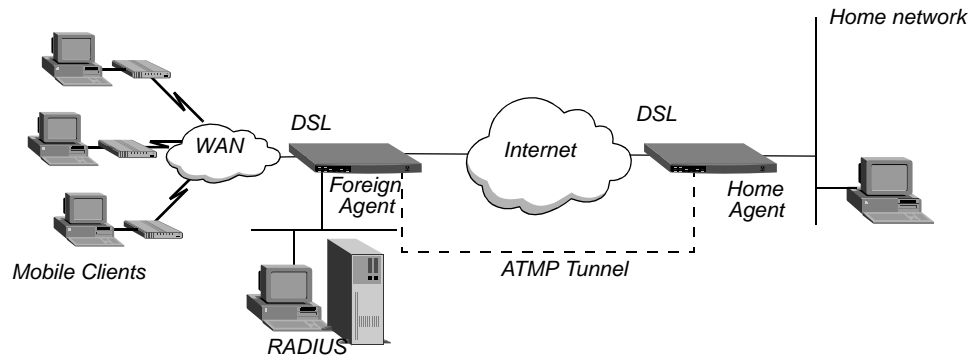 Home network
DSL
DSL
WAN
Internet
Foreign
Agent
Home
Agent
Mobile Clients
ATMP Tunnel
RADIUS